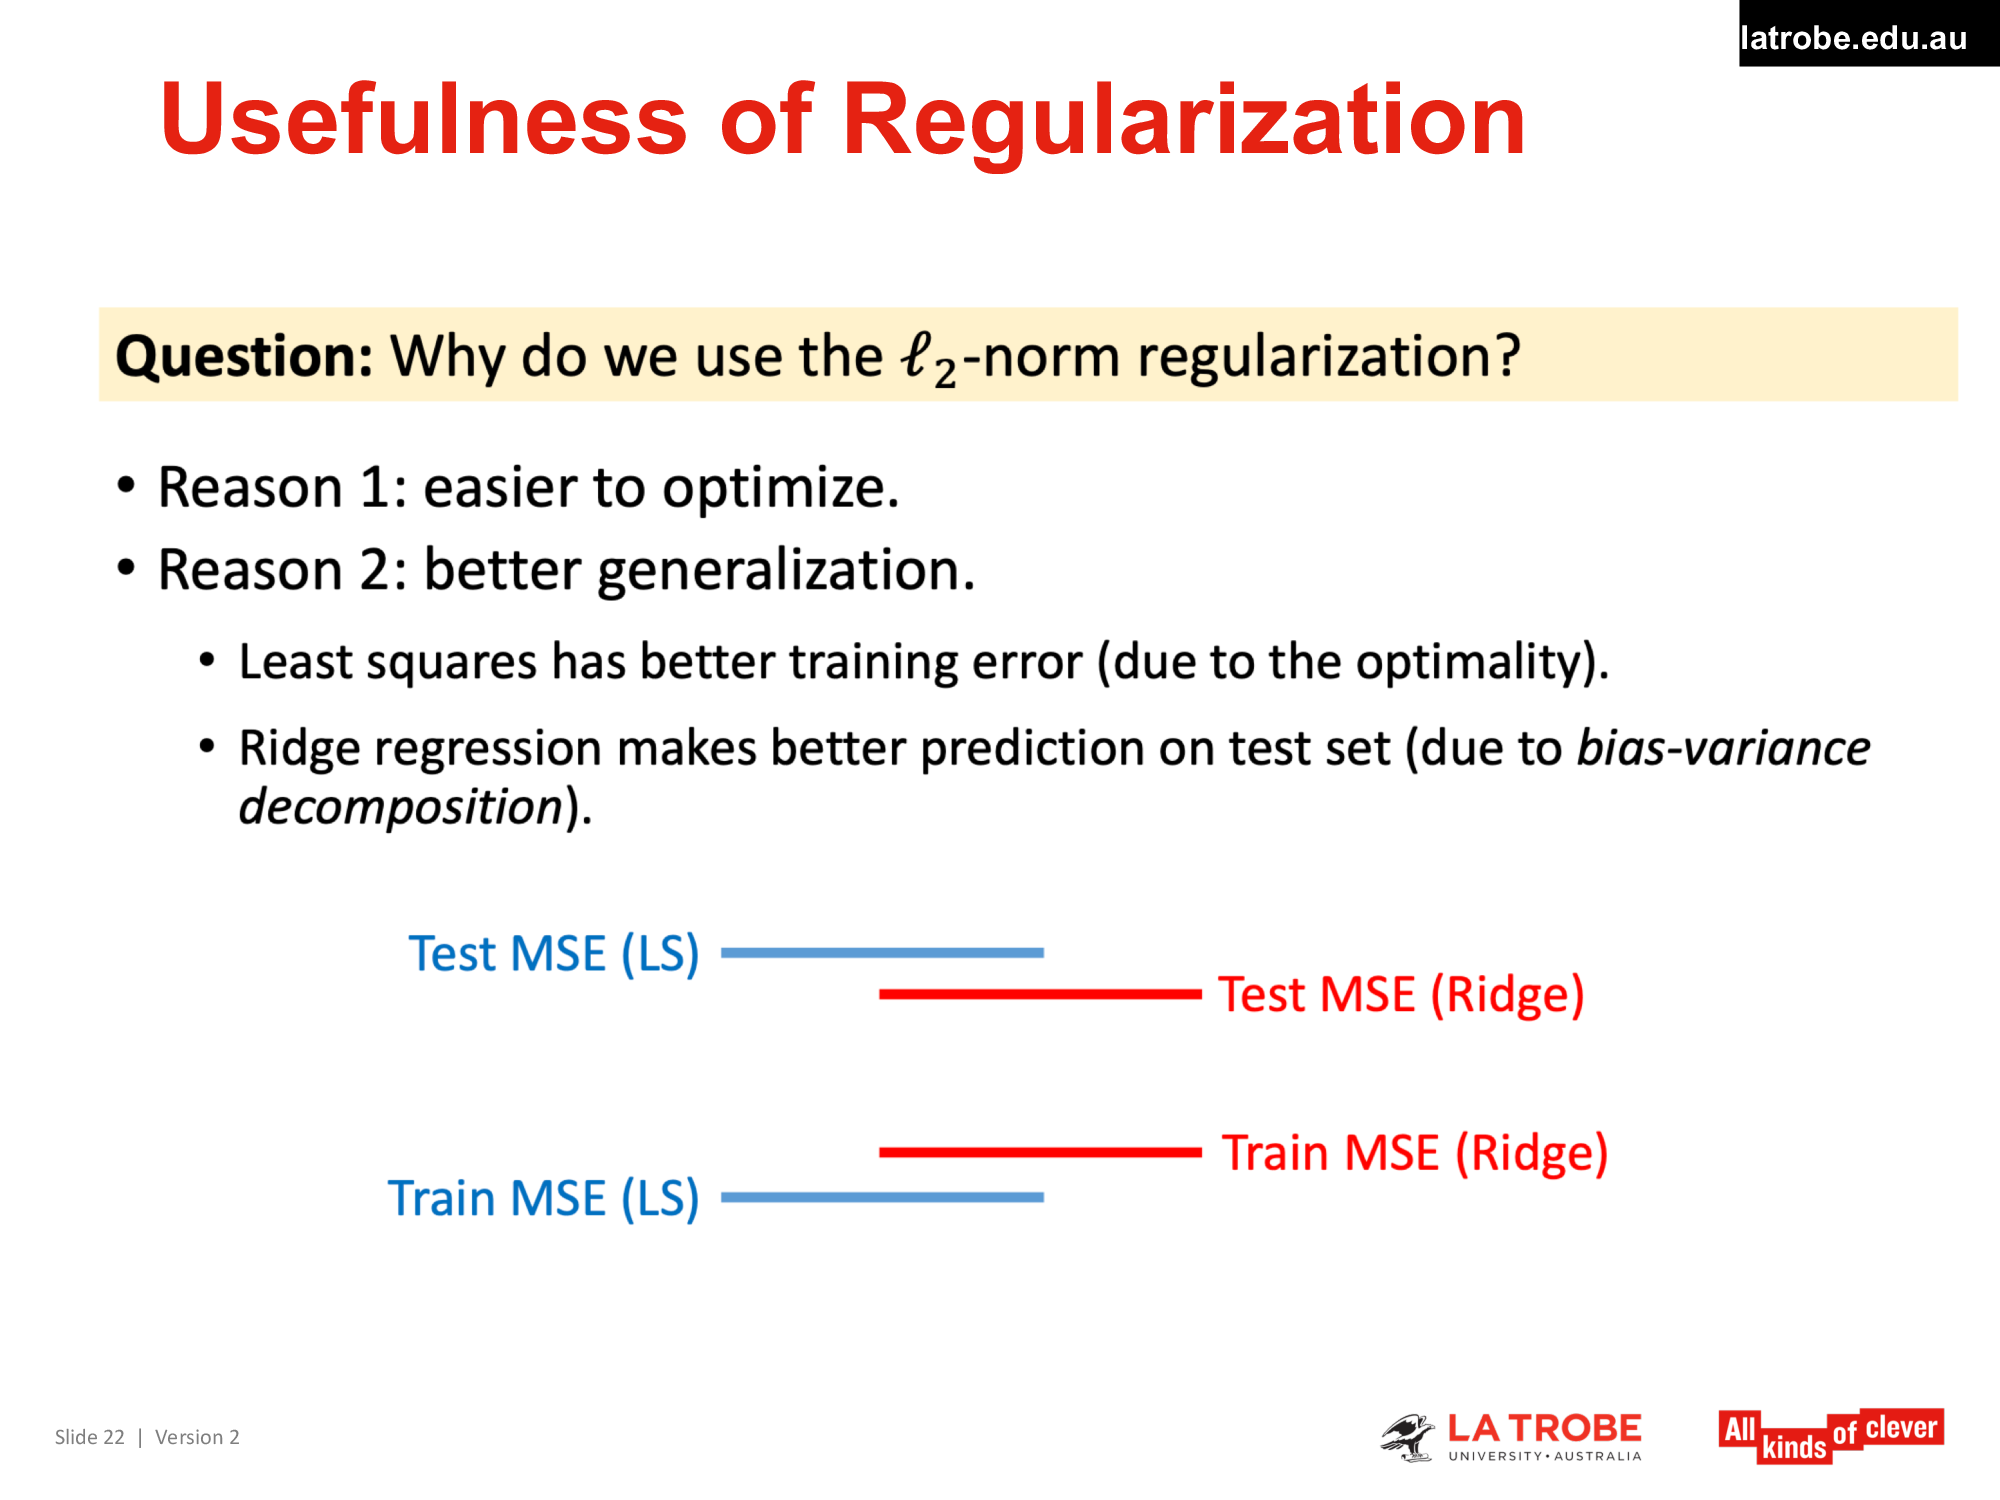 latrobe.edu.au
Usefulness of Regularization
Question: Why do we use the ℓ₂-norm regularization?
• Reason 1: easier to optimize.
• Reason 2: better generalization.
• Least squares has better training error (due to the optimality).
• Ridge regression makes better prediction on test set (due to bias-variance
decomposition).
Test MSE (LS)
Test MSE (Ridge)
Train MSE (Ridge)
Train MSE (LS)
Slide 22 | Version 2
LA TROBE
UNIVERSITY • AUSTRALIA
All kinds of clever